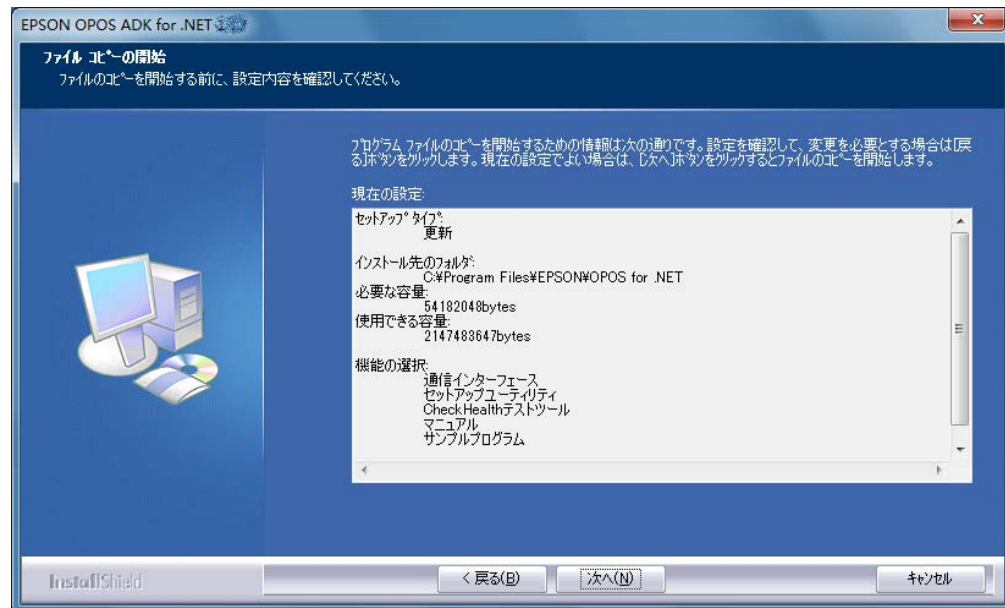 EPSON OPOS ADK for .NET
ファイル コピーの開始
ファイルのコピーを開始する前に、設定内容を確認してください。
プログラム ファイルのコピーを開始するための情報は次の通りです。設定を確認して、変更を必要とする場合は[戻
る]ボタンをクリックします。現在の設定でよい場合は、[次へ]ボタンをクリックするとファイルのコピーを開始します。
現在の設定:
セットアップ タイプ:
更新
インストール先のフォルダ:
C:¥Program Files¥EPSON¥OPOS for .NET
必要な容量:
54182048bytes
使用できる容量:
2147483647bytes
機能の選択:
通信インターフェース
セットアップユーティリティ
CheckHealthテストツール
マニュアル
サンプルプログラム
InstallShield
< 戻る(B)
次へ(N)
キャンセル